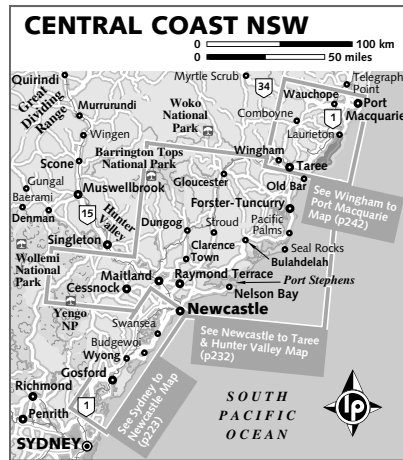 CENTRAL COAST NSW
0 100 km
0 50 miles
Quirindi
Myrtle Scrub
34
Telegraph
Point
Wauchope
Port
Macquarie
Great
Dividing
Range
Murrurundi
Woko
National
Park
Comboyne
1
Laurieton
Wingen
Scone
Barrington Tops
National Park
Wingham
Taree
Gungal
Baerami
Muswellbrook
Gloucester
Old Bar
See Wingham to
Port Macquarie
Map (p242)
Denman
15
Hunter
Valley
Forster-Tuncurry
Dungog
Stroud
Pacific
Palms
Singleton
Clarence
Town
Seal Rocks
Bulahdelah
Wollemi
National
Park
Maitland
Raymond Terrace
Port Stephens
Cessnock
Nelson Bay
Yengo
NP
Newcastle
Swansea
Budgewoi
See Newcastle to Taree
& Hunter Valley Map
(p232)
Wyong
Gosford
Richmond
1
See Sydney to
Newcastle Map
(p223)
Penrith
SOUTH
PACIFIC
OCEAN
lp
SYDNEY